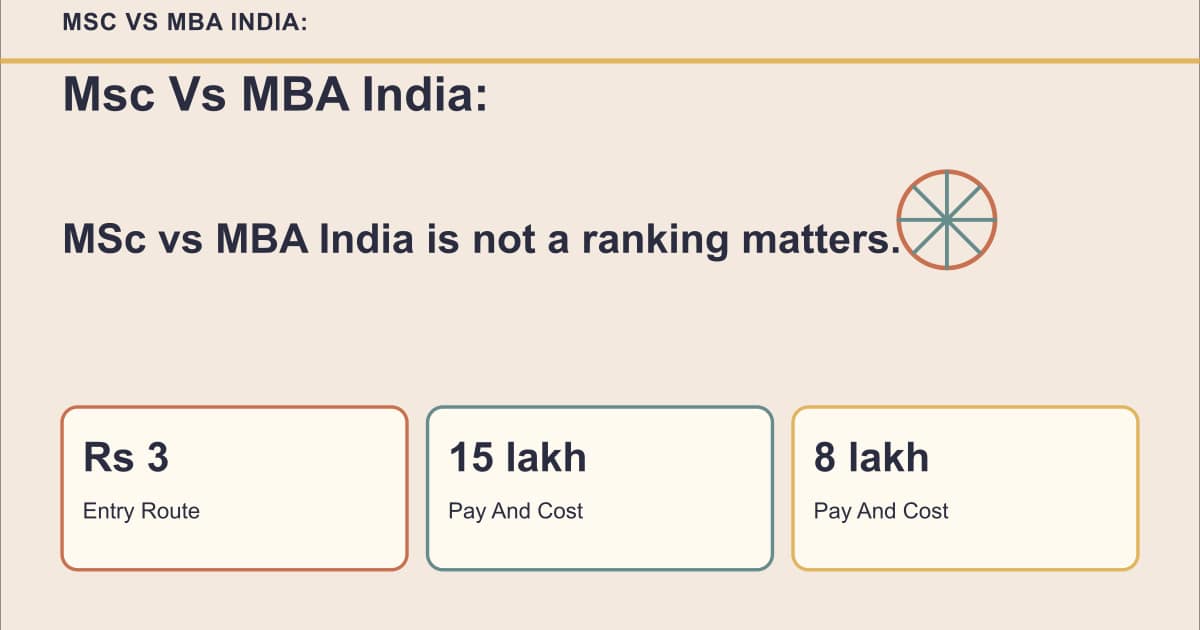 MSC VS MBA INDIA:
Msc Vs MBA India:
MSc vs MBA India is not a ranking matters.
Rs 3
Entry Route
15 lakh
Pay And Cost
8 lakh
Pay And Cost